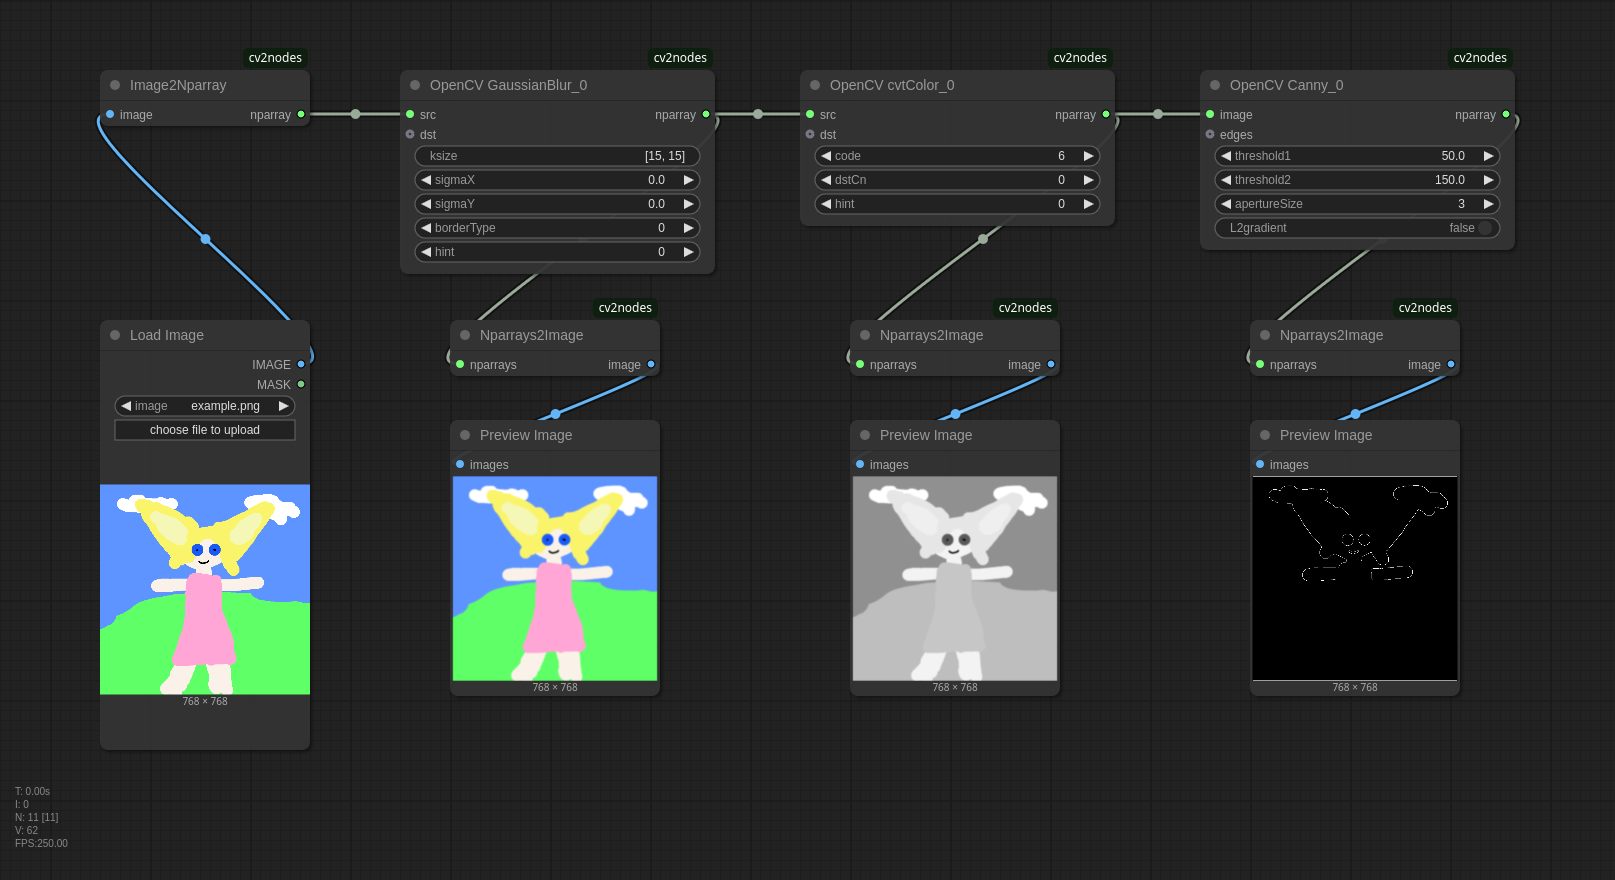 cv2nodes
Image2Nparray
image nparray
cv2nodes
OpenCV GaussianBlur_0
src nparray
dst
ksize [15, 15]
sigmaX 0.0
sigmaY 0.0
borderType 0
hint 0
cv2nodes
OpenCV cvtColor_0
src nparray
dst
code 6
dstCn 0
hint 0
cv2nodes
OpenCV Canny_0
image nparray
edges
threshold1 50.0
threshold2 150.0
apertureSize 3
L2gradient false
Load Image
IMAGE
MASK
image example.png
choose file to upload
768 × 768
cv2nodes
Nparrays2Image
nparrays image
Preview Image
images
768 × 768
cv2nodes
Nparrays2Image
nparrays image
Preview Image
images
768 × 768
cv2nodes
Nparrays2Image
nparrays image
Preview Image
images
768 × 768
T: 0.00s
I: 0
N: 11 [11]
V: 62
FPS:250.00